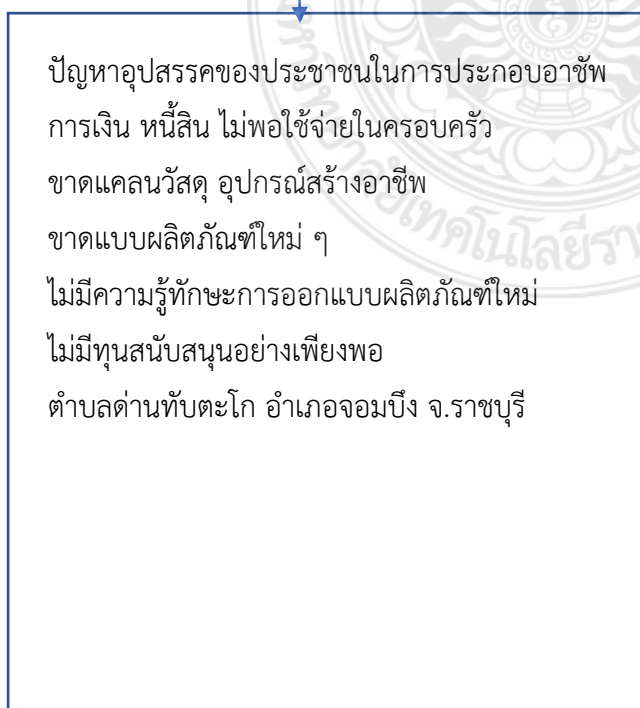 ปัญหาอุปสรรคของประชาชนในการประกอบอาชีพ
การเงิน หนี้สิน ไม่พอใช้จ่ายในครอบครัว
ขาดแคลนวัสดุ อุปกรณ์สร้างอาชีพ
ขาดแบบผลิตภัณฑ์ใหม่ ๆ
ไม่มีความรู้ทักษะการออกแบบผลิตภัณฑ์ใหม่
ไม่มีทุนสนับสนุนอย่างเพียงพอ
ตำบลด่านทับตะโก อำเภอจอมบึง จ.ราชบุรี